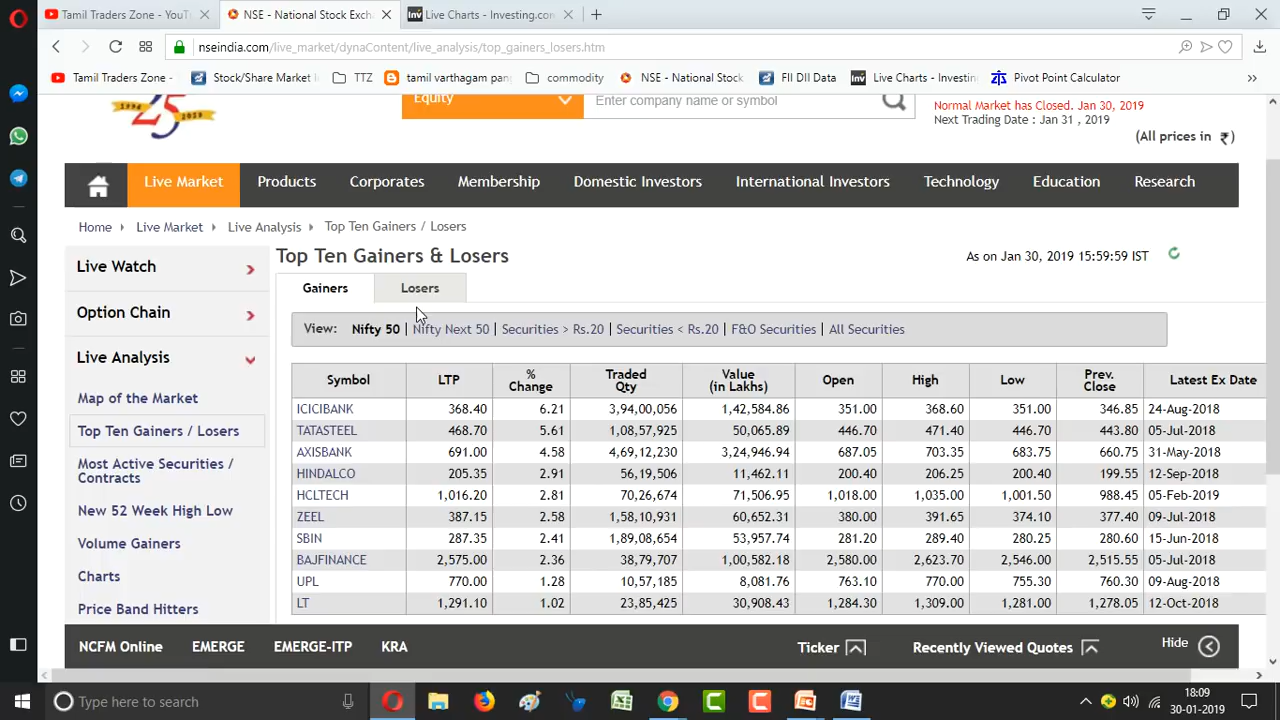 Tamil Traders Zone - YouT
NSE - National Stock Excha
Live Charts - Investing.com
nseindia.com/live_market/dynaContent/live_analysis/top_gainers_losers.htm
Tamil Traders Zone - Stock/Share Market TTZ tamil varthagam pan commodity NSE - National Stock FII DII Data Live Charts - Investin Pivot Point Calculator
1994 25 2019
Equity
Enter company name or symbol
Normal Market has Closed. Jan 30, 2019
Next Trading Date : Jan 31 , 2019
(All prices in ₹)
Live Market Products Corporates Membership Domestic Investors International Investors Technology Education Research
Home Live Market Live Analysis Top Ten Gainers / Losers
Live Watch
Option Chain
Live Analysis
Map of the Market
Top Ten Gainers / Losers
Most Active Securities /
Contracts
New 52 Week High Low
Volume Gainers
Charts
Price Band Hitters
Top Ten Gainers & Losers
As on Jan 30, 2019 15:59:59 IST
Gainers Losers
View: Nifty 50 | Nifty Next 50 | Securities > Rs.20 | Securities < Rs.20 | F&O Securities | All Securities
Symbol LTP % Change Traded Qty Value (in Lakhs) Open High Low Prev. Close Latest Ex Date
ICICIBANK 368.40 6.21 3,94,00,056 1,42,584.86 351.00 368.60 351.00 346.85 24-Aug-2018
TATASTEEL 468.70 5.61 1,08,57,925 50,065.89 446.70 471.40 446.70 443.80 05-Jul-2018
AXISBANK 691.00 4.58 4,69,12,230 3,24,946.94 687.05 703.35 683.75 660.75 31-May-2018
HINDALCO 205.35 2.91 56,19,506 11,462.11 200.40 206.25 200.40 199.55 12-Sep-2018
HCLTECH 1,016.20 2.81 70,26,674 71,506.95 1,018.00 1,035.00 1,001.50 988.45 05-Feb-2019
ZEEL 387.15 2.58 1,58,10,931 60,652.31 380.00 391.65 374.10 377.40 09-Jul-2018
SBIN 287.35 2.41 1,89,08,654 53,957.74 281.20 289.40 280.25 280.60 15-Jun-2018
BAJFINANCE 2,575.00 2.36 38,79,707 1,00,582.18 2,580.00 2,623.70 2,546.00 2,515.55 05-Jul-2018
UPL 770.00 1.28 10,57,185 8,081.76 763.10 770.00 755.30 760.30 09-Aug-2018
LT 1,291.10 1.02 23,85,425 30,908.43 1,284.30 1,309.00 1,281.00 1,278.05 12-Oct-2018
NCFM Online EMERGE EMERGE-ITP KRA Ticker Recently Viewed Quotes Hide
Type here to search
18:09
30-01-2019